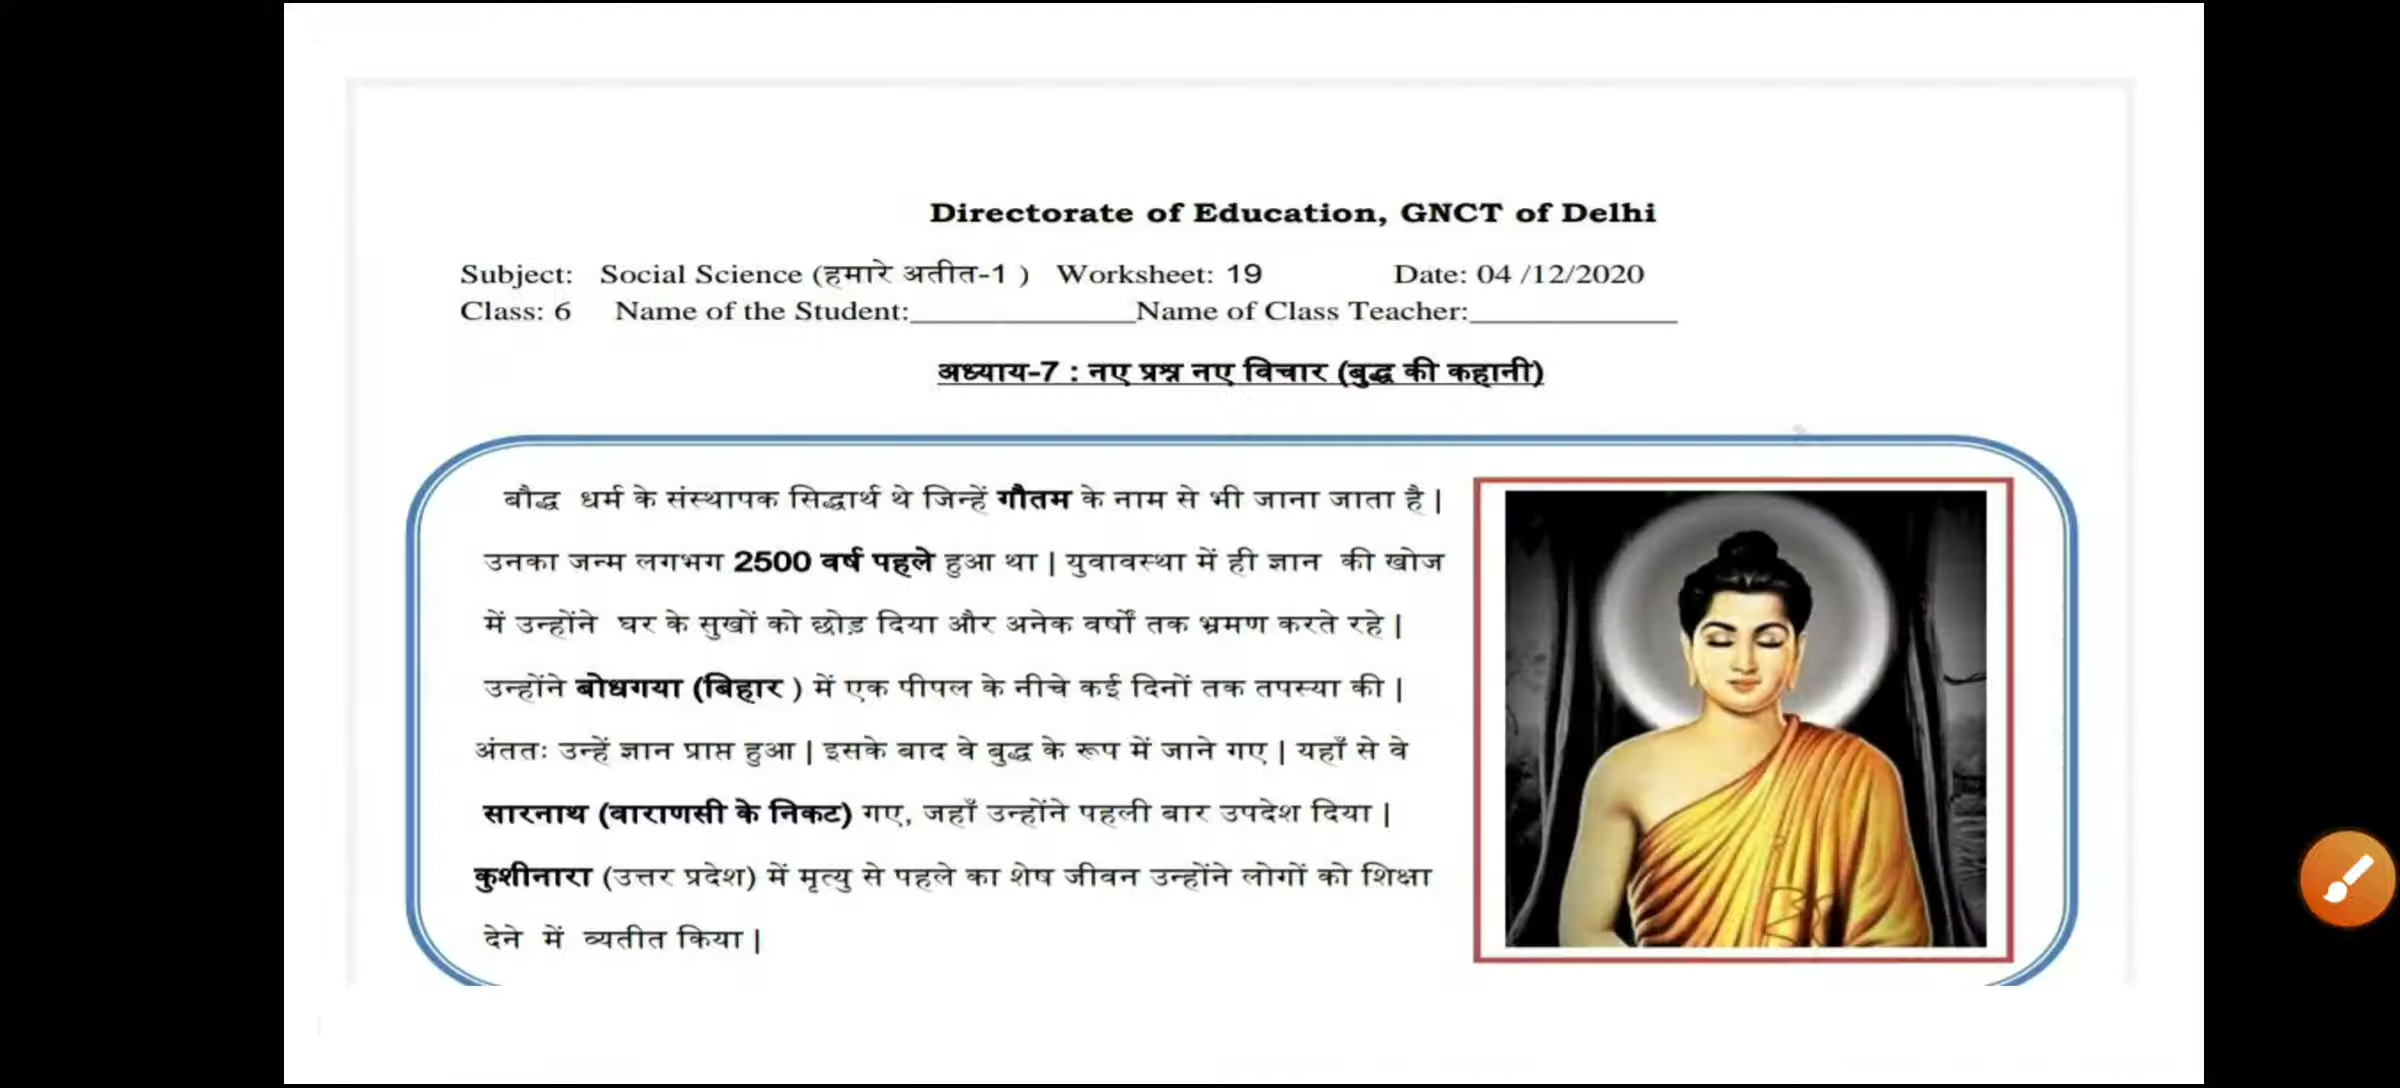 Directorate of Education, GNCT of Delhi
Subject: Social Science (हमारे अतीत-1 ) Worksheet: 19 Date: 04 /12/2020
Class: 6 Name of the Student:_______________Name of Class Teacher:______________
अध्याय-7 : नए प्रश्न नए विचार (बुद्ध की कहानी)
बौद्ध धर्म के संस्थापक सिद्धार्थ थे जिन्हें गौतम के नाम से भी जाना जाता है |
उनका जन्म लगभग 2500 वर्ष पहले हुआ था | युवावस्था में ही ज्ञान की खोज
में उन्होंने घर के सुखों को छोड़ दिया और अनेक वर्षों तक भ्रमण करते रहे |
उन्होंने बोधगया (बिहार ) में एक पीपल के नीचे कई दिनों तक तपस्या की |
अंततः उन्हें ज्ञान प्राप्त हुआ | इसके बाद वे बुद्ध के रूप में जाने गए | यहाँ से वे
सारनाथ (वाराणसी के निकट) गए, जहाँ उन्होंने पहली बार उपदेश दिया |
कुशीनारा (उत्तर प्रदेश) में मृत्यु से पहले का शेष जीवन उन्होंने लोगों को शिक्षा
देने में व्यतीत किया |